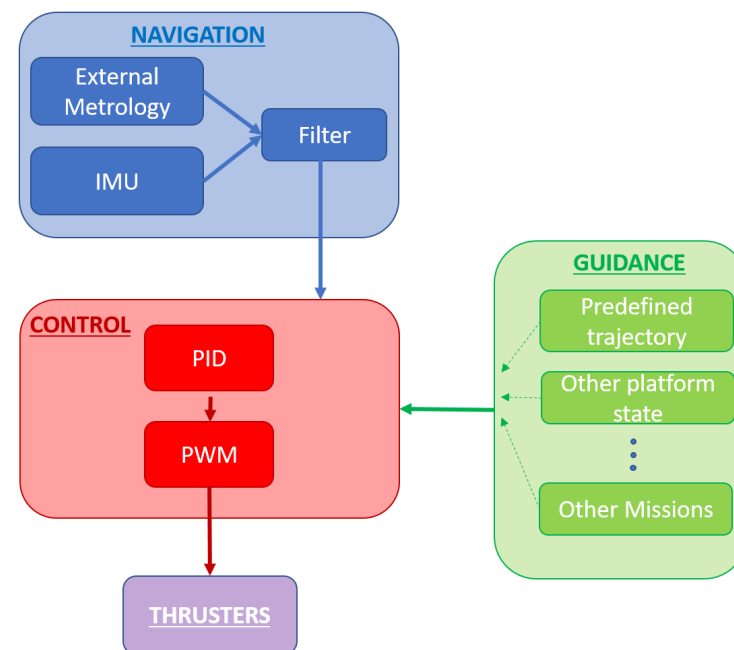 NAVIGATION
External
Metrology
IMU
Filter
GUIDANCE
Predefined
trajectory
Other platform
state
Other Missions
CONTROL
PID
PWM
THRUSTERS